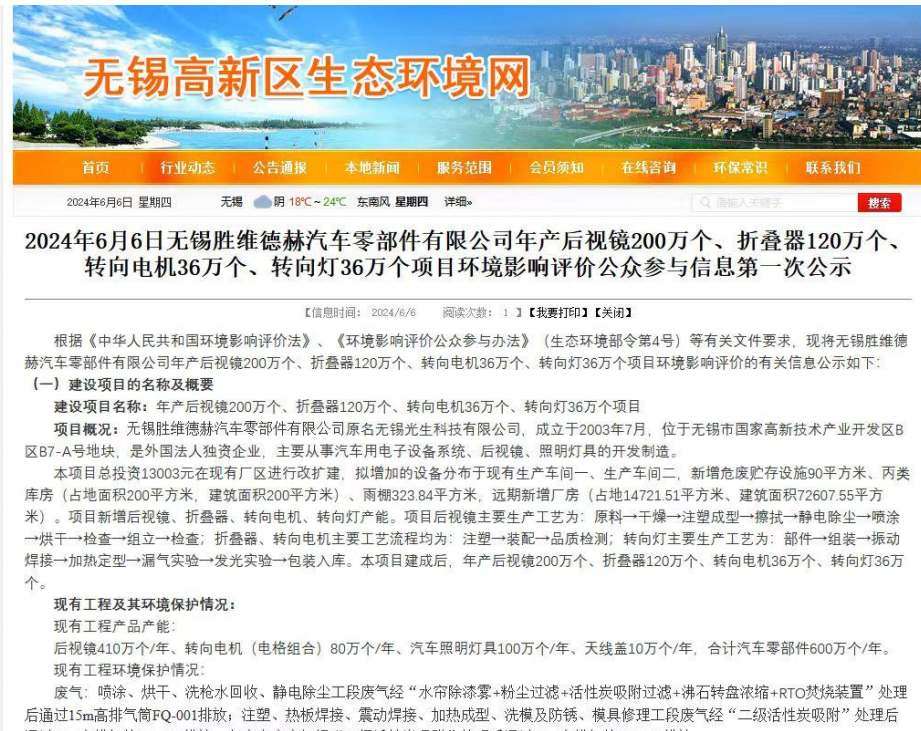 无锡高新区生态环境网
首页 行业动态 公告通报 本地新闻 服务范围 会员须知 在线咨询 环保常识 联系我们
2024年6月6日 星期四 无锡 阴 18℃~24℃ 东南风 星期四 详细» 请输入关键字 搜索
2024年6月6日无锡胜维德赫汽车零部件有限公司年产后视镜200万个、折叠器120万个、
转向电机36万个、转向灯36万个项目环境影响评价公众参与信息第一次公示
【信息时间： 2024/6/6 阅读次数： 1 】【我要打印】【关闭】
根据《中华人民共和国环境影响评价法》、《环境影响评价公众参与办法》（生态环境部令第4号）等有关文件要求，现将无锡胜维德
赫汽车零部件有限公司年产后视镜200万个、折叠器120万个、转向电机36万个、转向灯36万个项目环境影响评价的有关信息公示如下：
（一）建设项目的名称及概要
建设项目名称：年产后视镜200万个、折叠器120万个、转向电机36万个、转向灯36万个项目
项目概况：无锡胜维德赫汽车零部件有限公司原名无锡光生科技有限公司，成立于2003年7月，位于无锡市国家高新技术产业开发区B
区B7-A号地块，是外国法人独资企业，主要从事汽车用电子设备系统、后视镜、照明灯具的开发制造。
本项目总投资13003元在现有厂区进行改扩建，拟增加的设备分布于现有生产车间一、生产车间二，新增危废贮存设施90平方米、丙类
库房（占地面积200平方米，建筑面积200平方米）、雨棚323.84平方米，远期新增厂房（占地14721.51平方米、建筑面积72607.55平方
米）。项目新增后视镜、折叠器、转向电机、转向灯产能。项目后视镜主要生产工艺为：原料→干燥→注塑成型→擦拭→静电除尘→喷涂
→烘干→检查→组立→检查；折叠器、转向电机主要工艺流程均为：注塑→装配→品质检测；转向灯主要生产工艺为：部件→组装→振动
焊接→加热定型→漏气实验→发光实验→包装入库。本项目建成后，年产后视镜200万个、折叠器120万个、转向电机36万个、转向灯36万
个。
现有工程及其环境保护情况：
现有工程产品产能：
后视镜410万个/年、转向电机（电格组合）80万个/年、汽车照明灯具100万个/年、天线盖10万个/年，合计汽车零部件600万个/年。
现有工程环境保护情况：
废气：喷涂、烘干、洗枪水回收、静电除尘工段废气经“水帘除漆雾+粉尘过滤+活性炭吸附过滤+沸石转盘浓缩+RTO焚烧装置”处理
后通过15m高排气筒FQ-001排放；注塑、热板焊接、震动焊接、加热成型、洗模及防锈、模具修理工段废气经“二级活性炭吸附”处理后